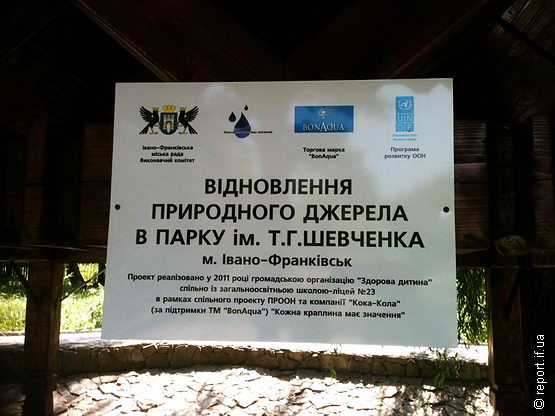 Івано-Франківська
міська рада
Виконавчий комітет
BONAQUA
Торгова марка
"BonAqua"
UN
DP
Програма
розвитку ООН
ВІДНОВЛЕННЯ
ПРИРОДНОГО ДЖЕРЕЛА
В ПАРКУ ім. Т.Г.ШЕВЧЕНКА
м. Івано-Франківськ
Проект реалізовано у 2011 році громадською організацією "Здорова дитина"
спільно із загальноосвітньою школою-ліцей №23
в рамках спільного проекту ПРООН та компанії "Кока-Кола"
(за підтримки ТМ "BonAqua") "Кожна краплина має значення"
© report.if.ua